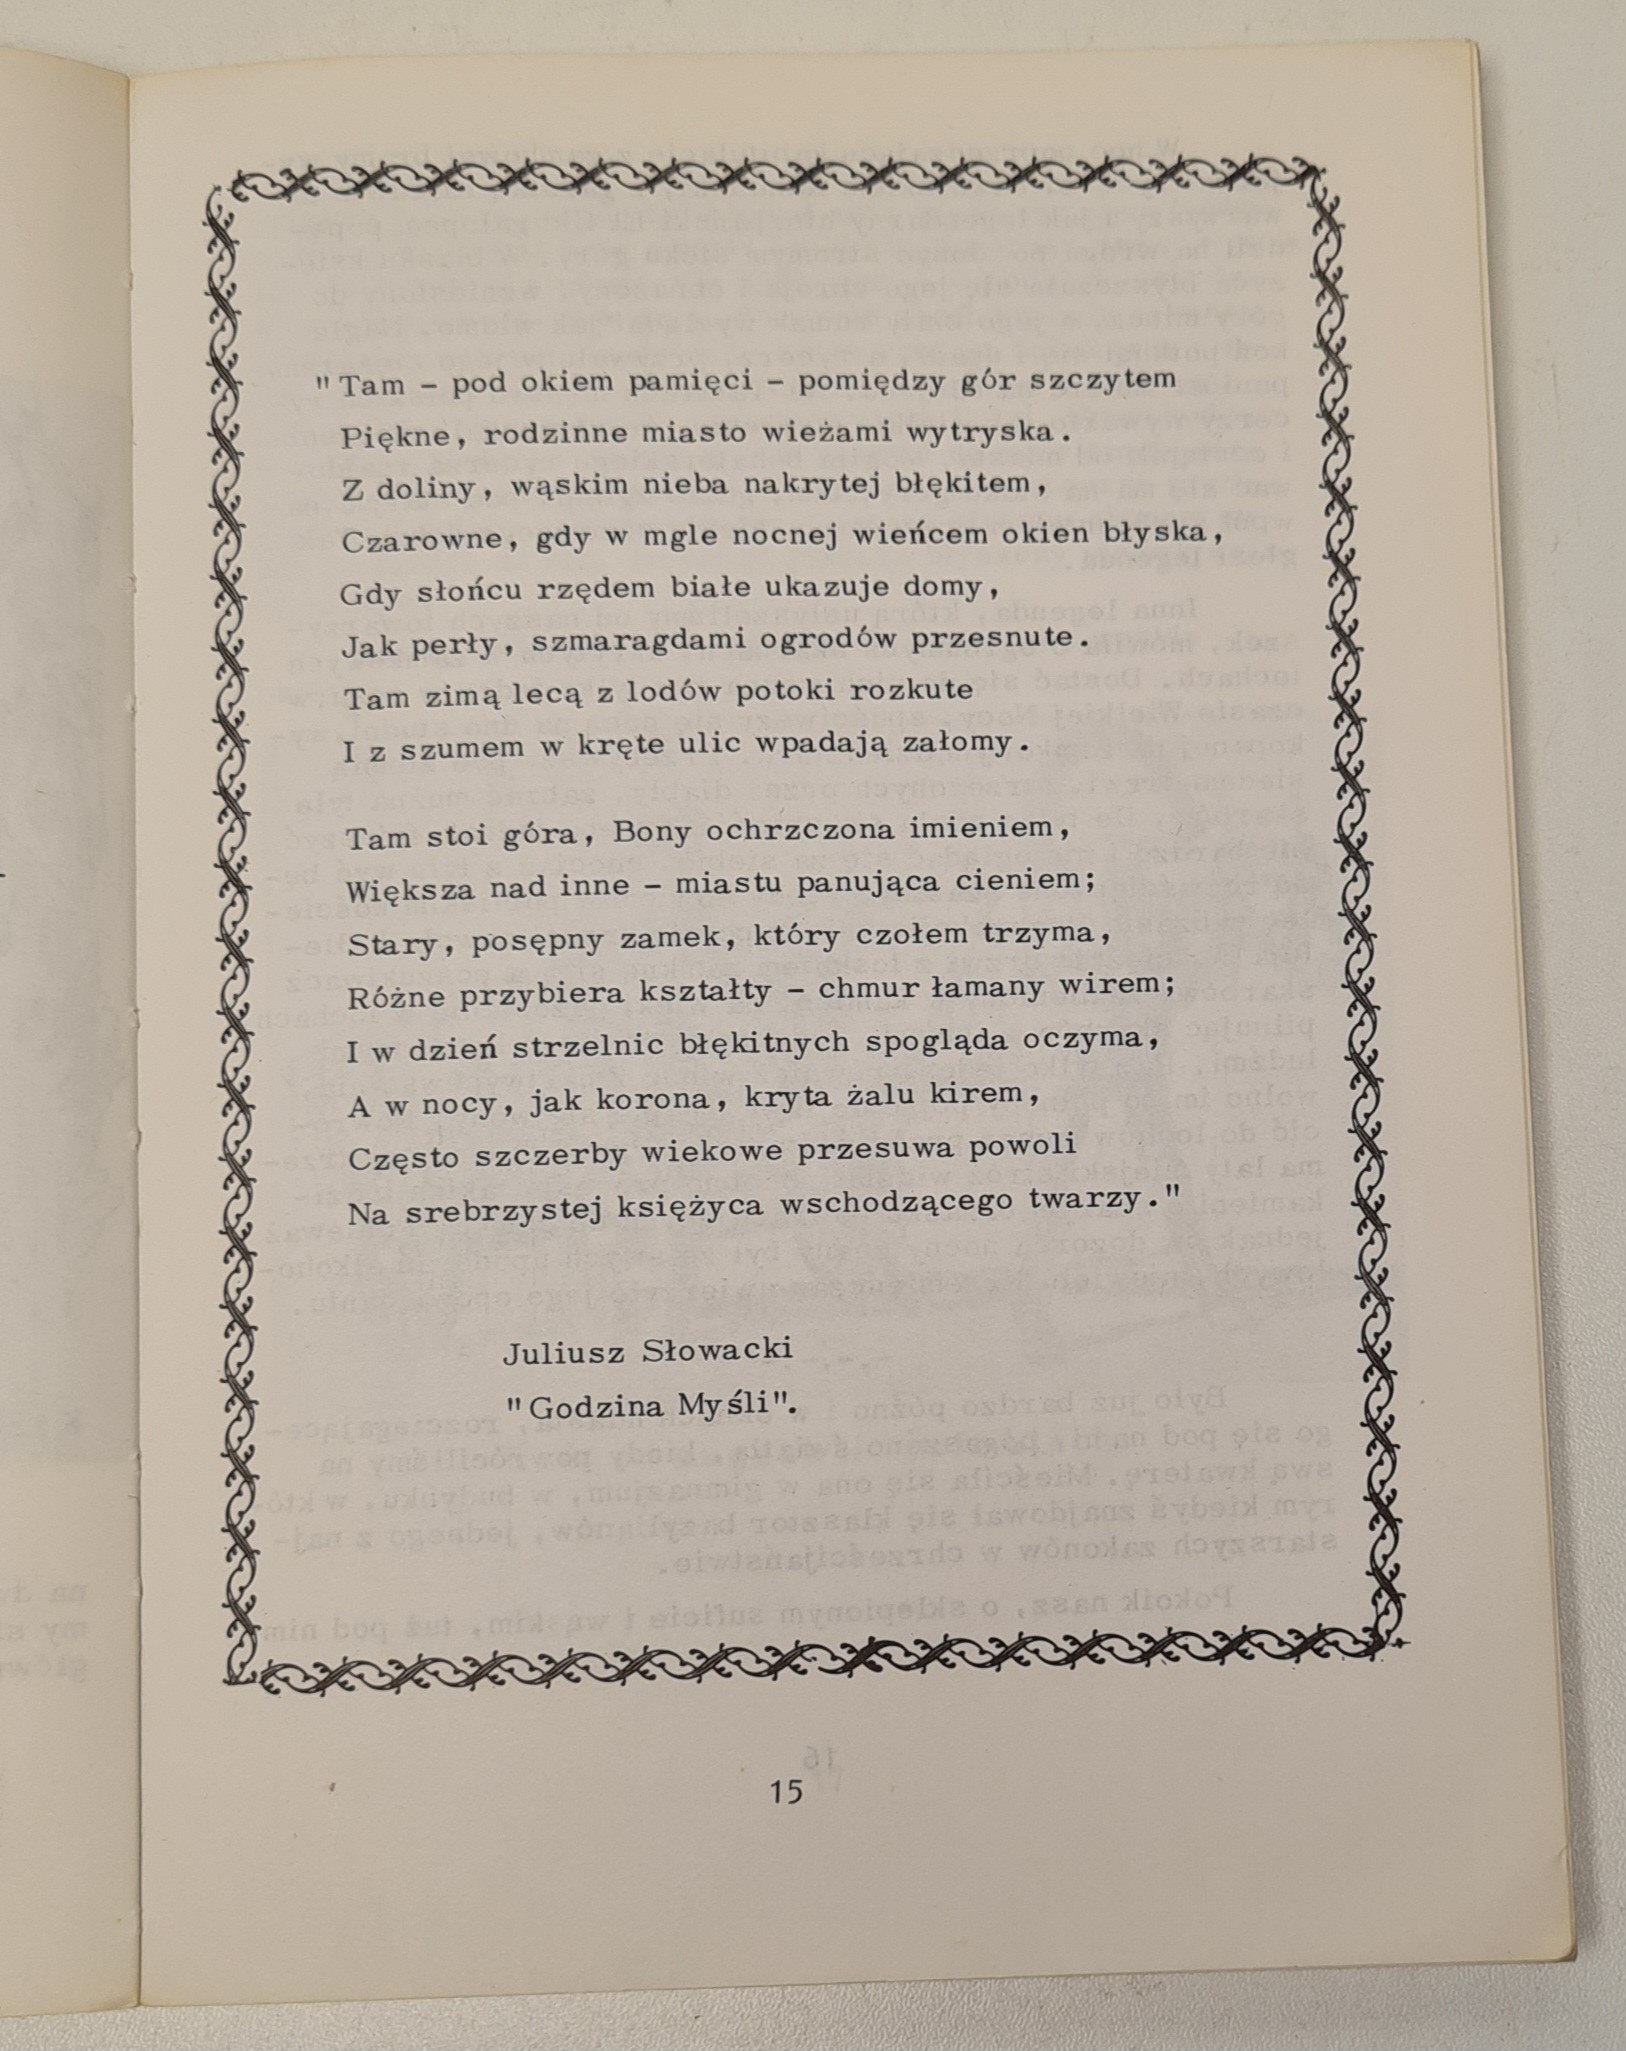 "Tam – pod okiem pamięci – pomiędzy gór szczytem
Piękne, rodzinne miasto wieżami wytryska.
Z doliny, wąskim nieba nakrytej błękitem,
Czarowne, gdy w mgle nocnej wieńcem okien błyska,
Gdy słońcu rzędem białe ukazuje domy,
Jak perły, szmaragdami ogrodów przesnute.
Tam zimą lecą z lodów potoki rozkute
I z szumem w kręte ulic wpadają załomy.
Tam stoi góra, Bony ochrzczona imieniem,
Większa nad inne – miastu panująca cieniem;
Stary, posępny zamek, który czołem trzyma,
Różne przybiera kształty – chmur łamany wirem;
I w dzień strzelnic błękitnych spogląda oczyma,
A w nocy, jak korona, kryta żalu kirem,
Często szczerby wiekowe przesuwa powoli
Na srebrzystej księżyca wschodzącego twarzy."
Juliusz Słowacki
"Godzina Myśli".
15